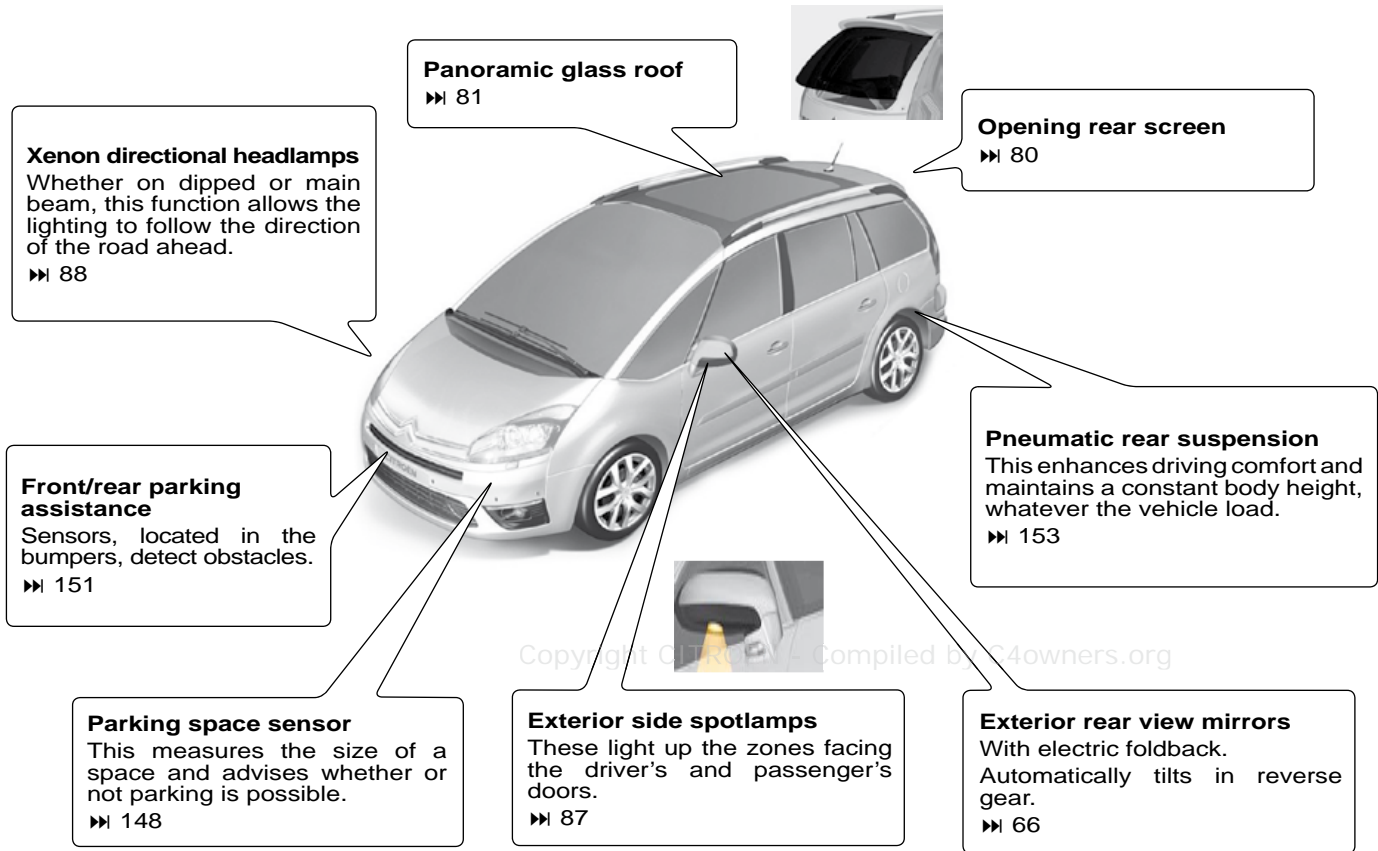 Panoramic glass roof
81
Opening rear screen
80
Xenon directional headlamps
Whether on dipped or main
beam, this function allows the
lighting to follow the direction
of the road ahead.
88
Front/rear parking
assistance
Sensors, located in the
bumpers, detect obstacles.
151
CITROEN
Pneumatic rear suspension
This enhances driving comfort and
maintains a constant body height,
whatever the vehicle load.
153
Copyright CITROEN - Compiled by C4owners.org
Parking space sensor
This measures the size of a
space and advises whether or
not parking is possible.
148
Exterior side spotlamps
These light up the zones facing
the driver's and passenger's
doors.
87
Exterior rear view mirrors
With electric foldback.
Automatically tilts in reverse
gear.
66